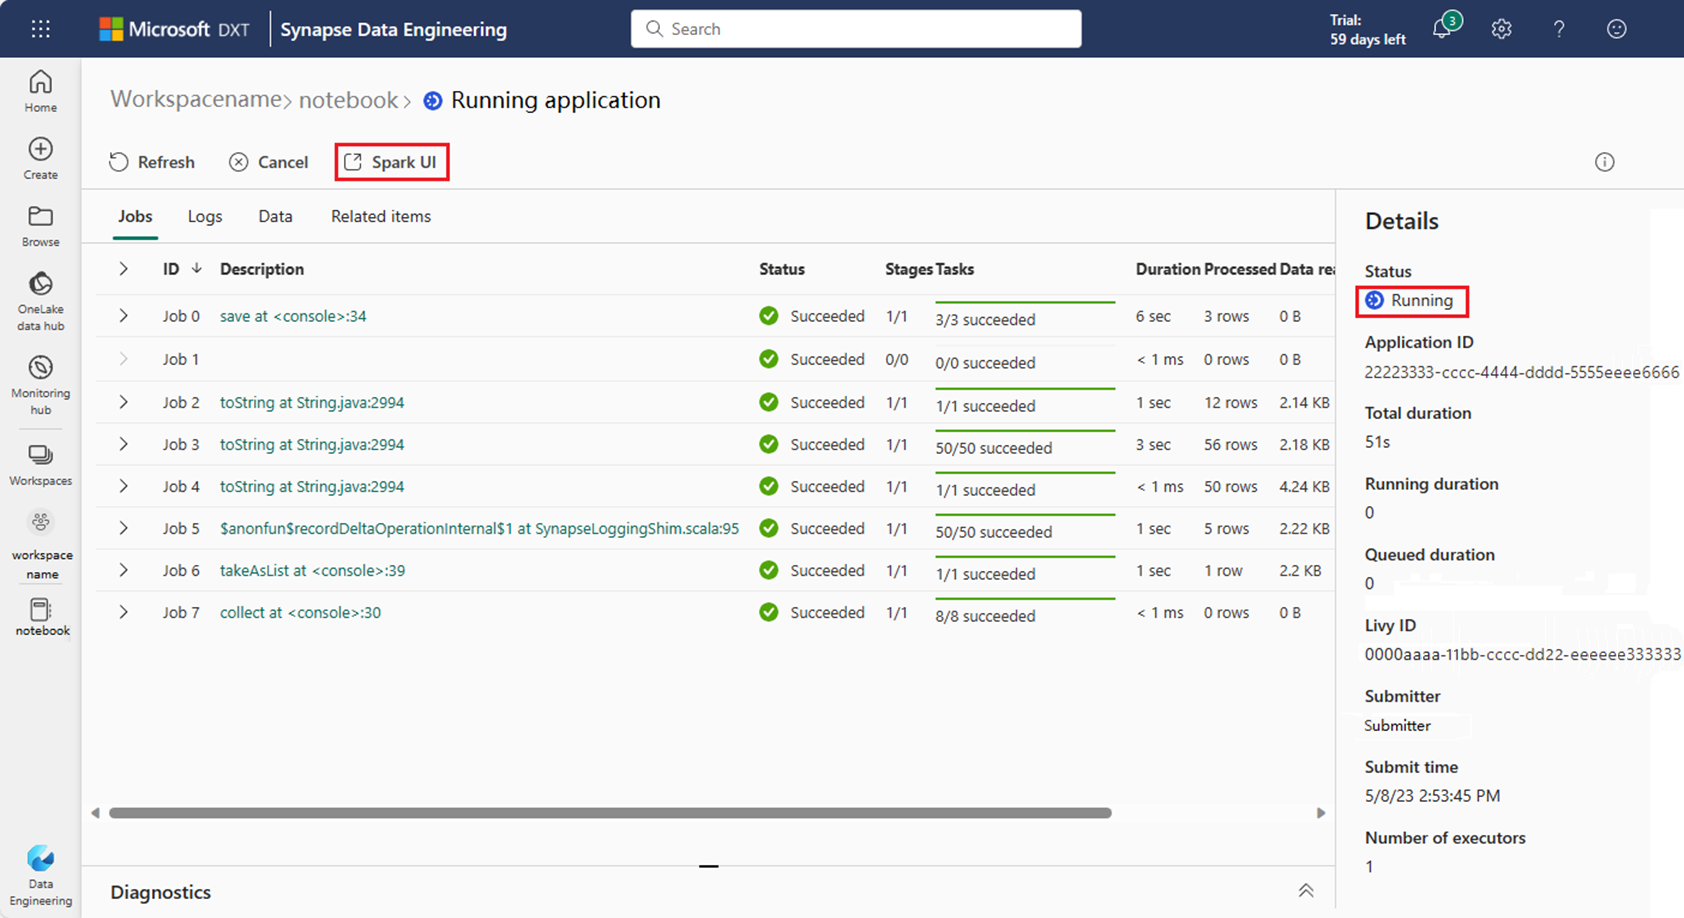 Microsoft DXT
Synapse Data Engineering
Search
Trial:
59 days left
3
?
Home
Create
Browse
OneLake
data hub
Monitoring
hub
Workspaces
workspace
name
notebook
Data
Engineering
Workspacename> notebook> Running application
Refresh Cancel Spark UI
Jobs Logs Data Related items
ID Description Status Stages Tasks Duration Processed Data rea
Job 0 save at <console>:34 Succeeded 1/1 3/3 succeeded 6 sec 3 rows 0 B
Job 1 Succeeded 0/0 0/0 succeeded < 1 ms 0 rows 0 B
Job 2 toString at String.java:2994 Succeeded 1/1 1/1 succeeded 1 sec 12 rows 2.14 KB
Job 3 toString at String.java:2994 Succeeded 1/1 50/50 succeeded 3 sec 56 rows 2.18 KB
Job 4 toString at String.java:2994 Succeeded 1/1 1/1 succeeded < 1 ms 50 rows 4.24 KB
Job 5 $anonfun$recordDeltaOperationInternal$1 at SynapseLoggingShim.scala:95 Succeeded 1/1 50/50 succeeded 1 sec 5 rows 2.22 KB
Job 6 takeAsList at <console>:39 Succeeded 1/1 1/1 succeeded 1 sec 1 row 2.2 KB
Job 7 collect at <console>:30 Succeeded 1/1 8/8 succeeded < 1 ms 0 rows 0 B
Diagnostics
Details
Status
Running
Application ID
22223333-cccc-4444-dddd-5555eeee6666
Total duration
51s
Running duration
0
Queued duration
0
Livy ID
0000aaaa-11bb-cccc-dd22-eeeeee333333
Submitter
Submitter
Submit time
5/8/23 2:53:45 PM
Number of executors
1